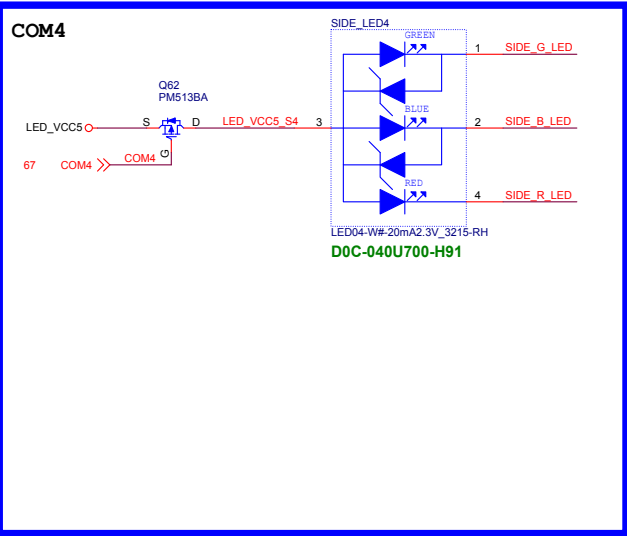 COM4
SIDE_LED4
GREEN
1 SIDE_G_LED
Q62
PM513BA
LED_VCC5 S D LED_VCC5_S4 3
BLUE
2 SIDE_B_LED
G
67 COM4 COM4
RED
4 SIDE_R_LED
LED04-W#-20mA2.3V_3215-RH
D0C-040U700-H91